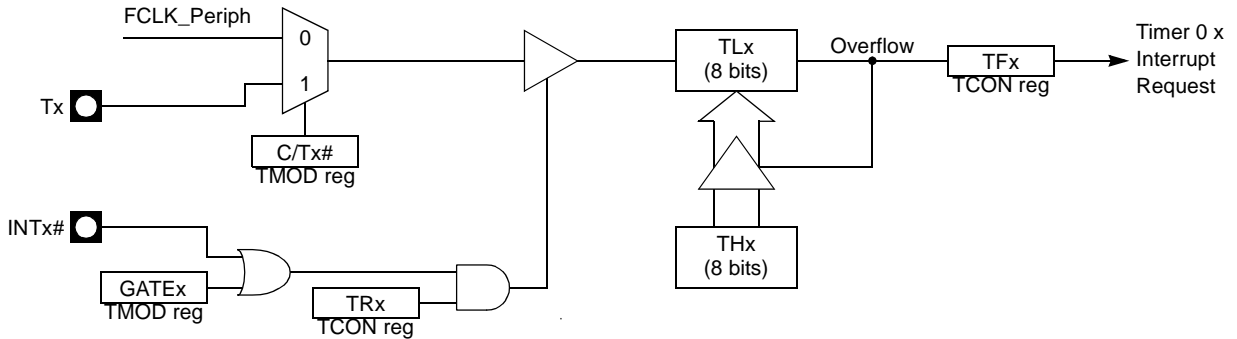 FCLK_Periph
0
1
Tx
C/Tx#
TMOD reg
TLx
(8 bits)
Overflow
TFx
TCON reg
Timer 0 x
Interrupt
Request
INTx#
GATEx
TMOD reg
TRx
TCON reg
THx
(8 bits)